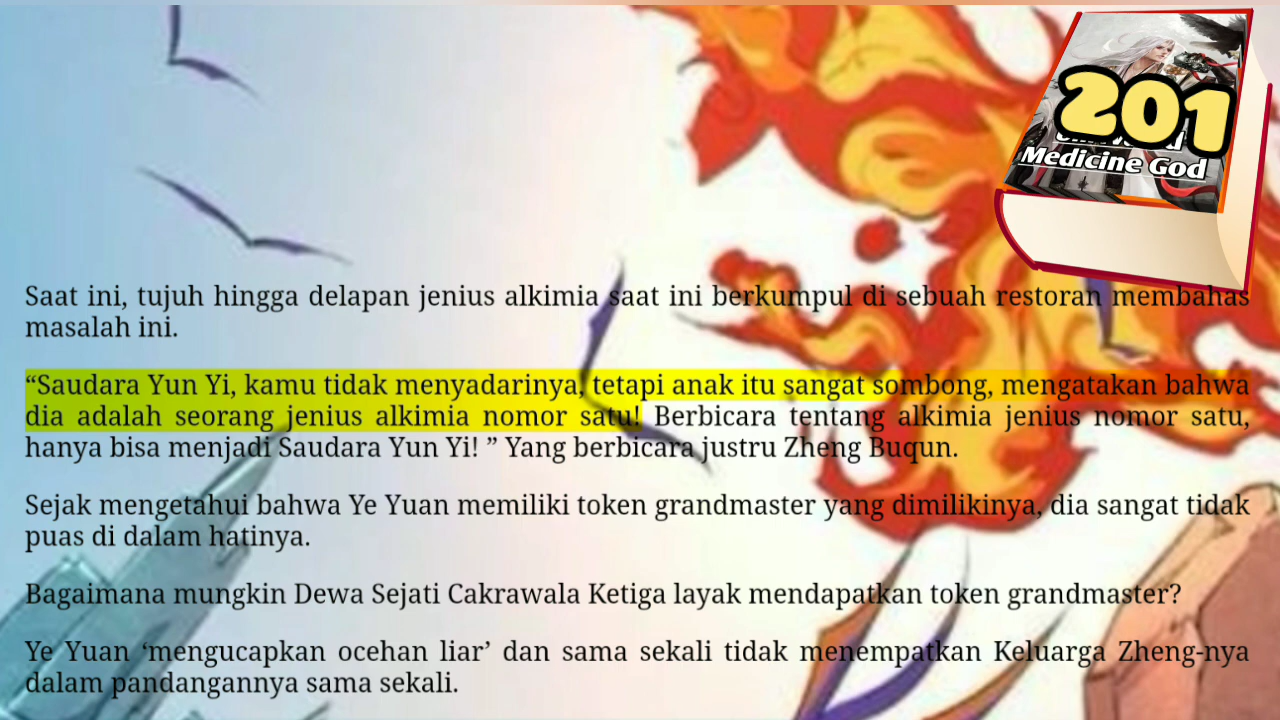 201
Medicine God
Saat ini, tujuh hingga delapan jenius alkimia saat ini berkumpul di sebuah restoran membahas
masalah ini.
“Saudara Yun Yi, kamu tidak menyadarinya, tetapi anak itu sangat sombong, mengatakan bahwa
dia adalah seorang jenius alkimia nomor satu! Berbicara tentang alkimia jenius nomor satu,
hanya bisa menjadi Saudara Yun Yi! ” Yang berbicara justru Zheng Buqun.
Sejak mengetahui bahwa Ye Yuan memiliki token grandmaster yang dimilikinya, dia sangat tidak
puas di dalam hatinya.
Bagaimana mungkin Dewa Sejati Cakrawala Ketiga layak mendapatkan token grandmaster?
Ye Yuan ‘mengucapkan ocehan liar’ dan sama sekali tidak menempatkan Keluarga Zheng-nya
dalam pandangannya sama sekali.